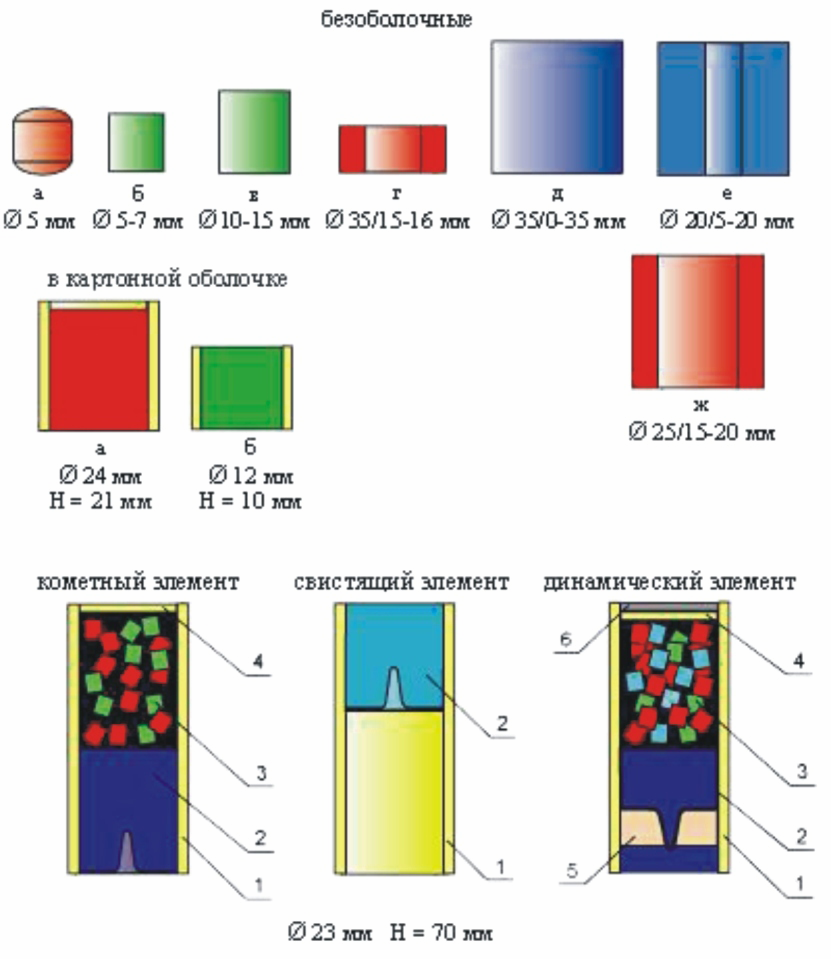 безоболочные
а б в г д е
Ø 5 мм Ø 5-7 мм Ø 10-15 мм Ø 35/15-16 мм Ø 35/0-35 мм Ø 20/5-20 мм
в картонной оболочке
ж
Ø 25/15-20 мм
а б
Ø 24 мм Ø 12 мм
H = 21 мм H = 10 мм
кометный элемент свистящий элемент динамический элемент
6
4 4
2
3 3
2 2
1 1 5 1
Ø 23 мм H = 70 мм